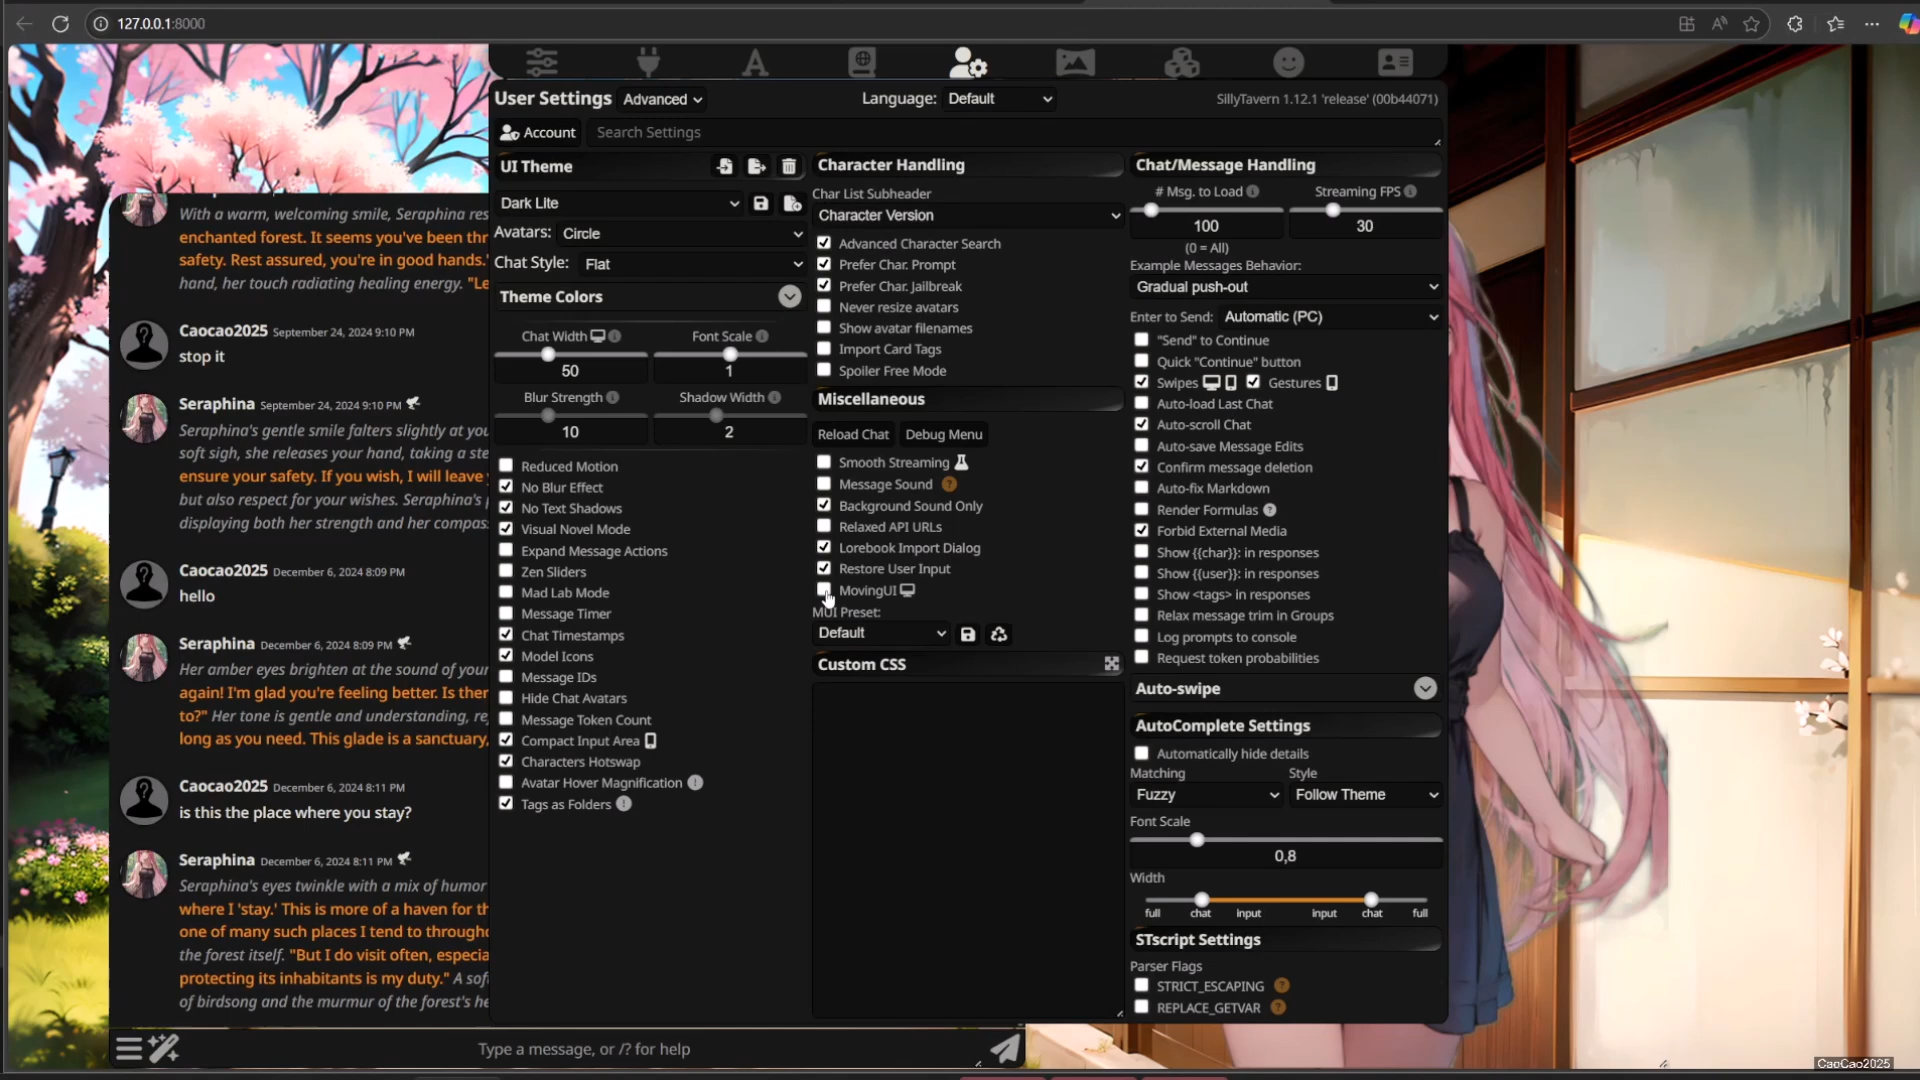 127.0.0.1:8000
User Settings Advanced Language: Default SillyTavern 1.12.1 'release' (00b44071)
Account Search Settings
UI Theme
Dark Lite
Avatars: Circle
Chat Style: Flat
Theme Colors
Chat Width Font Scale
50 1
Blur Strength Shadow Width
10 2
Reduced Motion
No Blur Effect
No Text Shadows
Visual Novel Mode
Expand Message Actions
Zen Sliders
Mad Lab Mode
Message Timer
Chat Timestamps
Model Icons
Message IDs
Hide Chat Avatars
Message Token Count
Compact Input Area
Characters Hotswap
Avatar Hover Magnification
Tags as Folders
Character Handling
Char List Subheader
Character Version
Advanced Character Search
Prefer Char. Prompt
Prefer Char. Jailbreak
Never resize avatars
Show avatar filenames
Import Card Tags
Spoiler Free Mode
Miscellaneous
Reload Chat Debug Menu
Smooth Streaming
Message Sound
Background Sound Only
Relaxed API URLs
Lorebook Import Dialog
Restore User Input
MovingUI
MUI Preset:
Default
Custom CSS
Chat/Message Handling
# Msg. to Load Streaming FPS
100 30
(0 = All)
Example Messages Behavior:
Gradual push-out
Enter to Send: Automatic (PC)
"Send" to Continue
Quick "Continue" button
Swipes Gestures
Auto-load Last Chat
Auto-scroll Chat
Auto-save Message Edits
Confirm message deletion
Auto-fix Markdown
Render Formulas
Forbid External Media
Show {{char}}: in responses
Show {{user}}: in responses
Show <tags> in responses
Relax message trim in Groups
Log prompts to console
Request token probabilities
Auto-swipe
AutoComplete Settings
Automatically hide details
Matching Style
Fuzzy Follow Theme
Font Scale
0,8
Width
full chat input input chat full
STscript Settings
Parser Flags
STRICT_ESCAPING
REPLACE_GETVAR
With a warm, welcoming smile, Seraphina res
enchanted forest. It seems you've been thr
safety. Rest assured, you're in good hands."
hand, her touch radiating healing energy. "Le
Caocao2025 September 24, 2024 9:10 PM
stop it
Seraphina September 24, 2024 9:10 PM
Seraphina's gentle smile falters slightly at you
soft sigh, she releases your hand, taking a ste
ensure your safety. If you wish, I will leave
but also respect for your wishes. Seraphina's
displaying both her strength and her compas
Caocao2025 December 6, 2024 8:09 PM
hello
Seraphina December 6, 2024 8:09 PM
Her amber eyes brighten at the sound of your
again! I'm glad you're feeling better. Is ther
to?" Her tone is gentle and understanding, re
long as you need. This glade is a sanctuary,
Caocao2025 December 6, 2024 8:11 PM
is this the place where you stay?
Seraphina December 6, 2024 8:11 PM
Seraphina's eyes twinkle with a mix of humor
where I 'stay.' This is more of a haven for th
one of many such places I tend to througho
the forest itself. "But I do visit often, especia
protecting its inhabitants is my duty." A sof
of birdsong and the murmur of the forest's he
Type a message, or /? for help
CaoCao2025